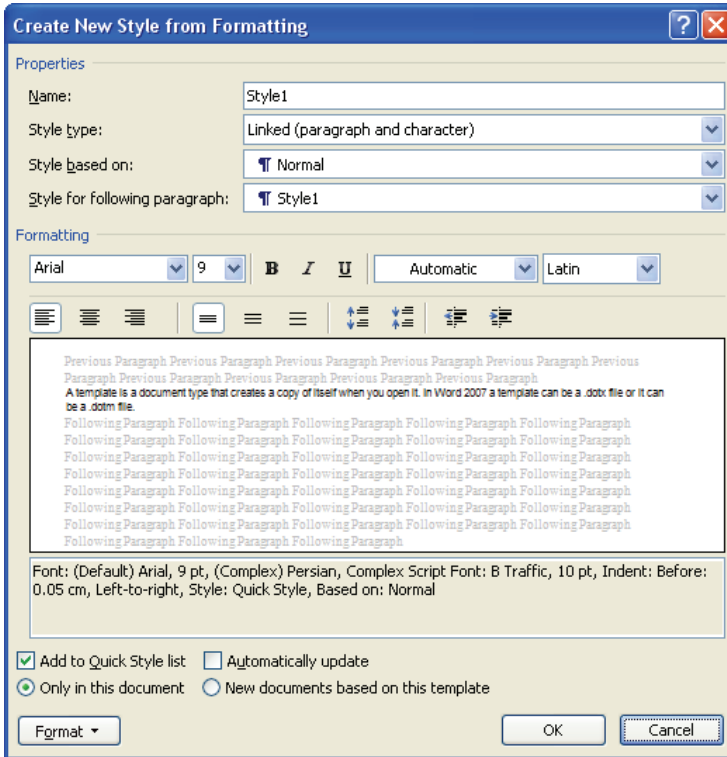 Create New Style from Formatting
Properties
Name: Style1
Style type: Linked (paragraph and character)
Style based on: ¶ Normal
Style for following paragraph: ¶ Style1
Formatting
Arial 9 B I U Automatic Latin
Previous Paragraph Previous Paragraph Previous Paragraph Previous Paragraph Previous Paragraph Previous
Paragraph Previous Paragraph Previous Paragraph Previous Paragraph Previous Paragraph
A template is a document type that creates a copy of itself when you open it. In Word 2007 a template can be a .dotx file or it can
be a .dotm file.
Following Paragraph Following Paragraph Following Paragraph Following Paragraph Following Paragraph
Following Paragraph Following Paragraph Following Paragraph Following Paragraph Following Paragraph
Following Paragraph Following Paragraph Following Paragraph Following Paragraph Following Paragraph
Following Paragraph Following Paragraph Following Paragraph Following Paragraph Following Paragraph
Following Paragraph Following Paragraph Following Paragraph Following Paragraph Following Paragraph
Following Paragraph Following Paragraph Following Paragraph Following Paragraph Following Paragraph
Following Paragraph Following Paragraph Following Paragraph Following Paragraph Following Paragraph
Following Paragraph Following Paragraph Following Paragraph
Font: (Default) Arial, 9 pt, (Complex) Persian, Complex Script Font: B Traffic, 10 pt, Indent: Before:
0.05 cm, Left-to-right, Style: Quick Style, Based on: Normal
Add to Quick Style list Automatically update
Only in this document New documents based on this template
Format OK Cancel